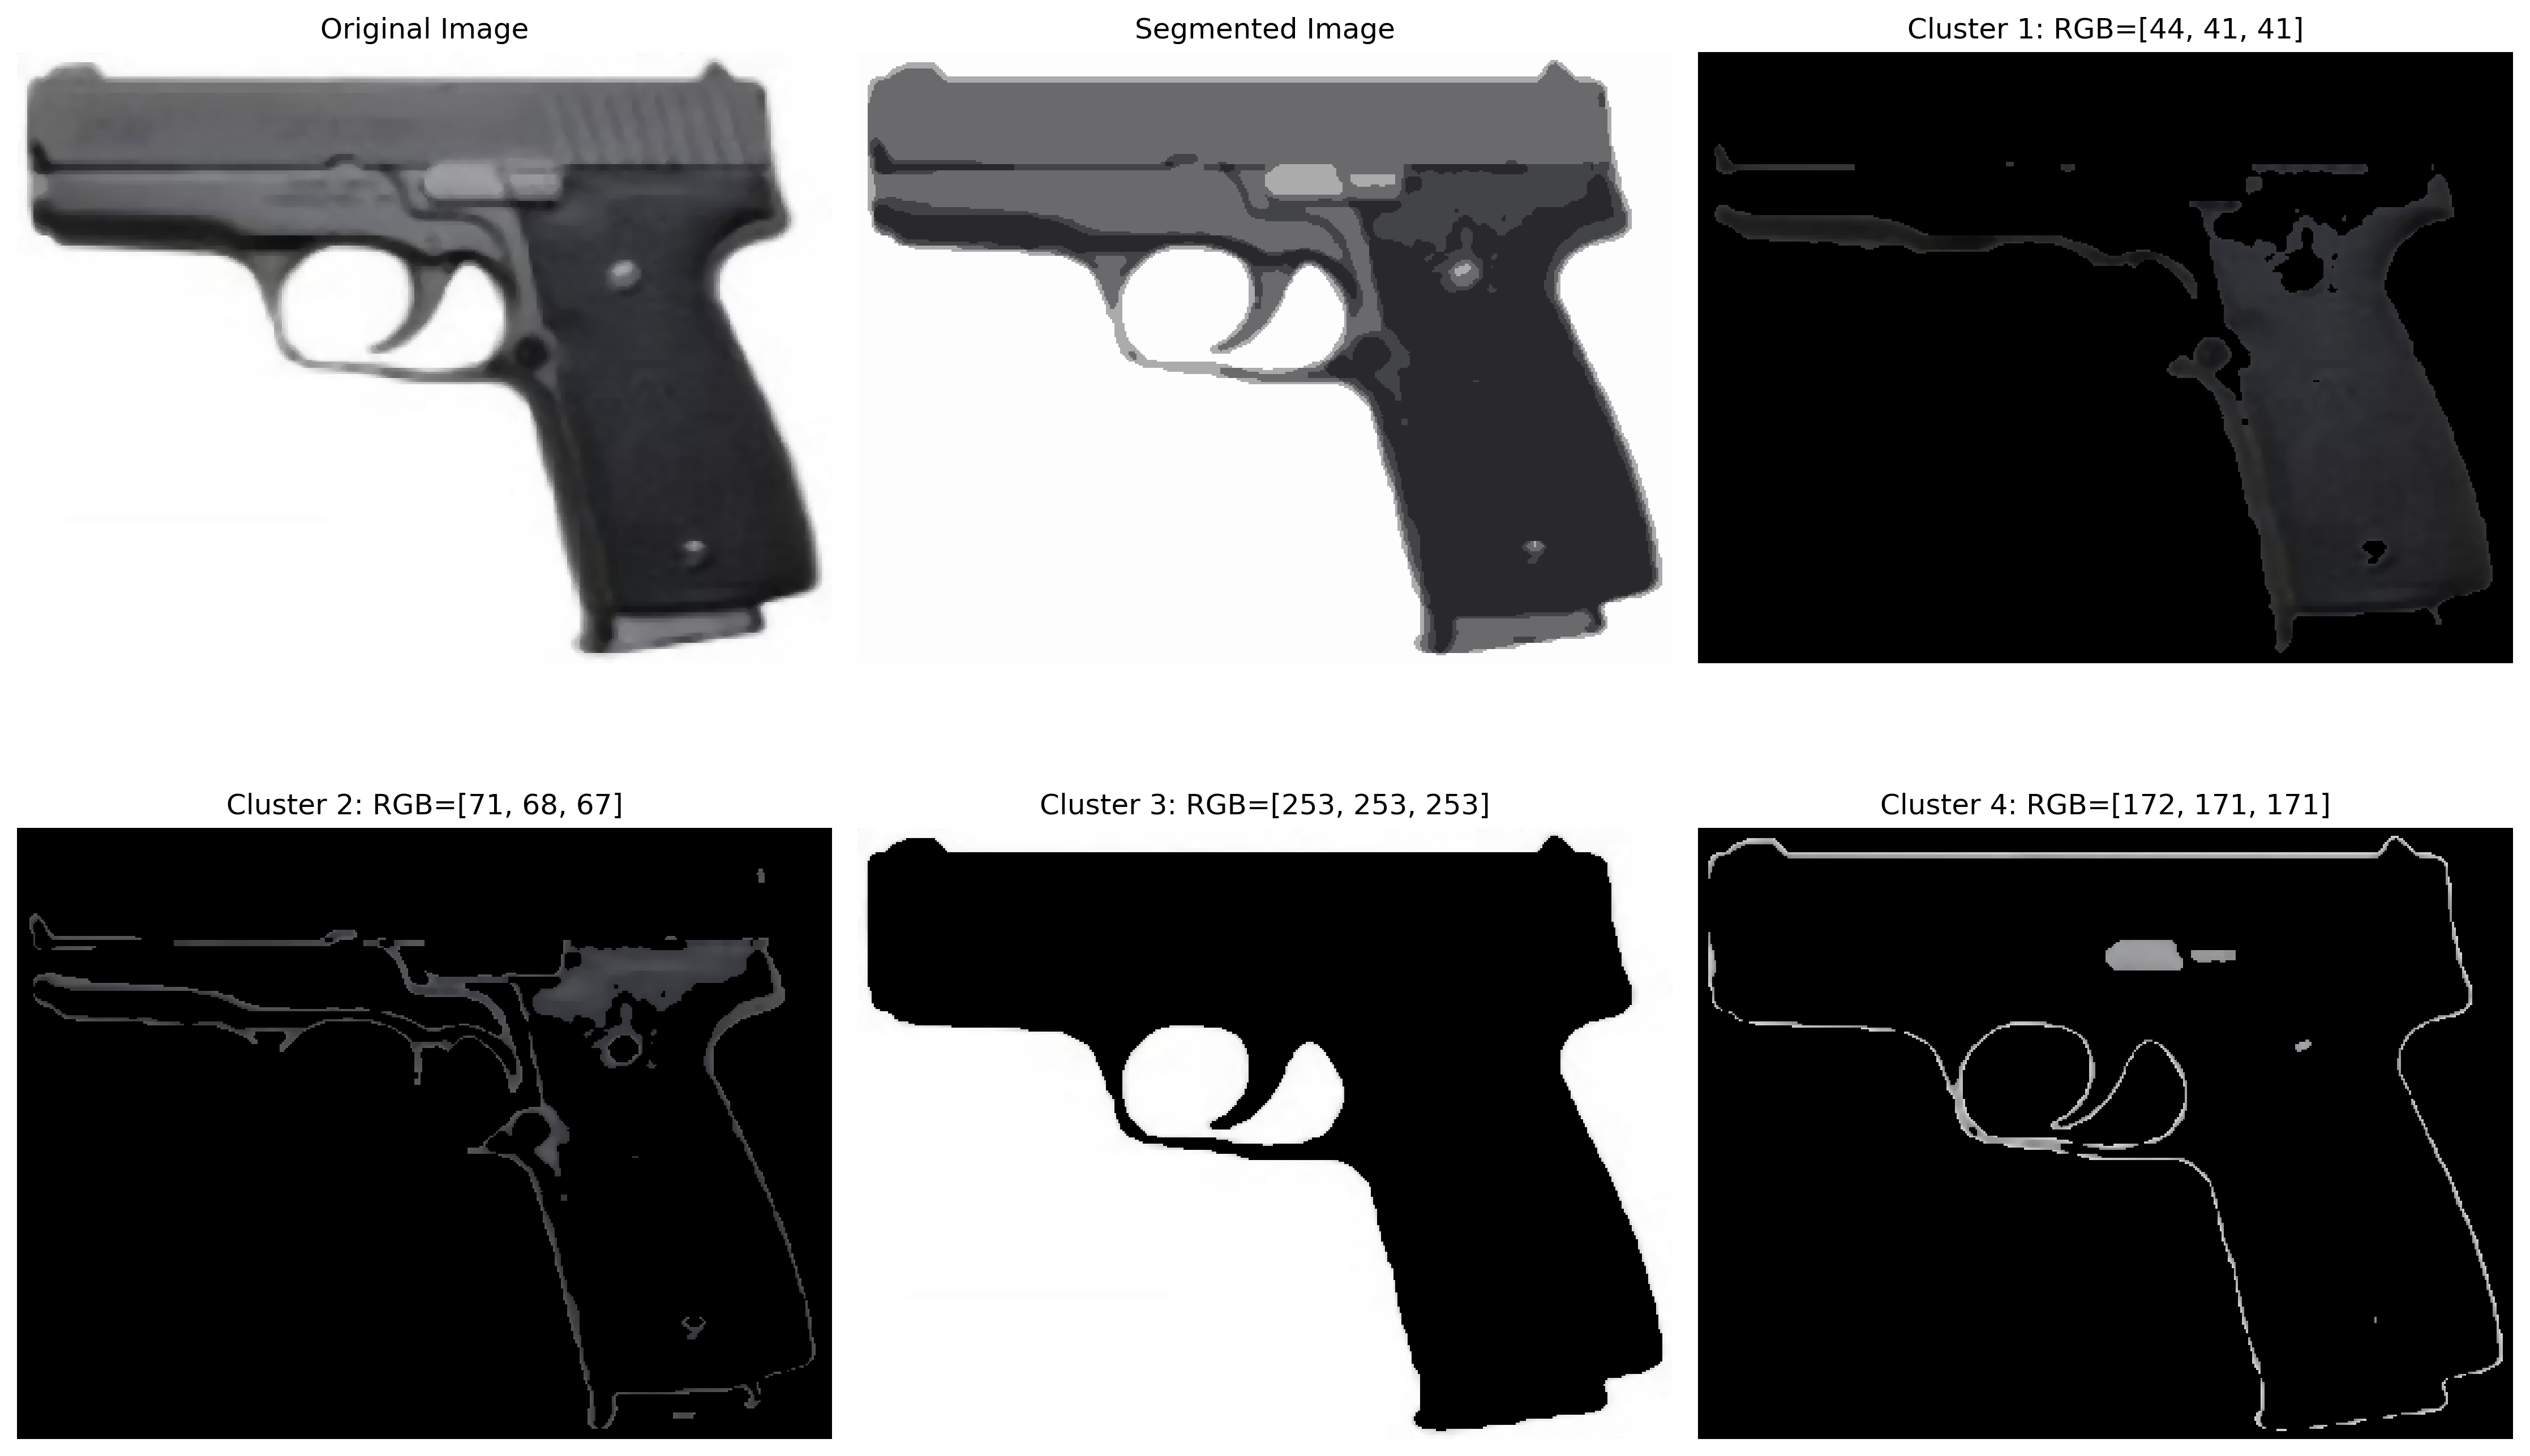 Original Image
Segmented Image
Cluster 1: RGB=[44, 41, 41]
Cluster 2: RGB=[71, 68, 67]
Cluster 3: RGB=[253, 253, 253]
Cluster 4: RGB=[172, 171, 171]